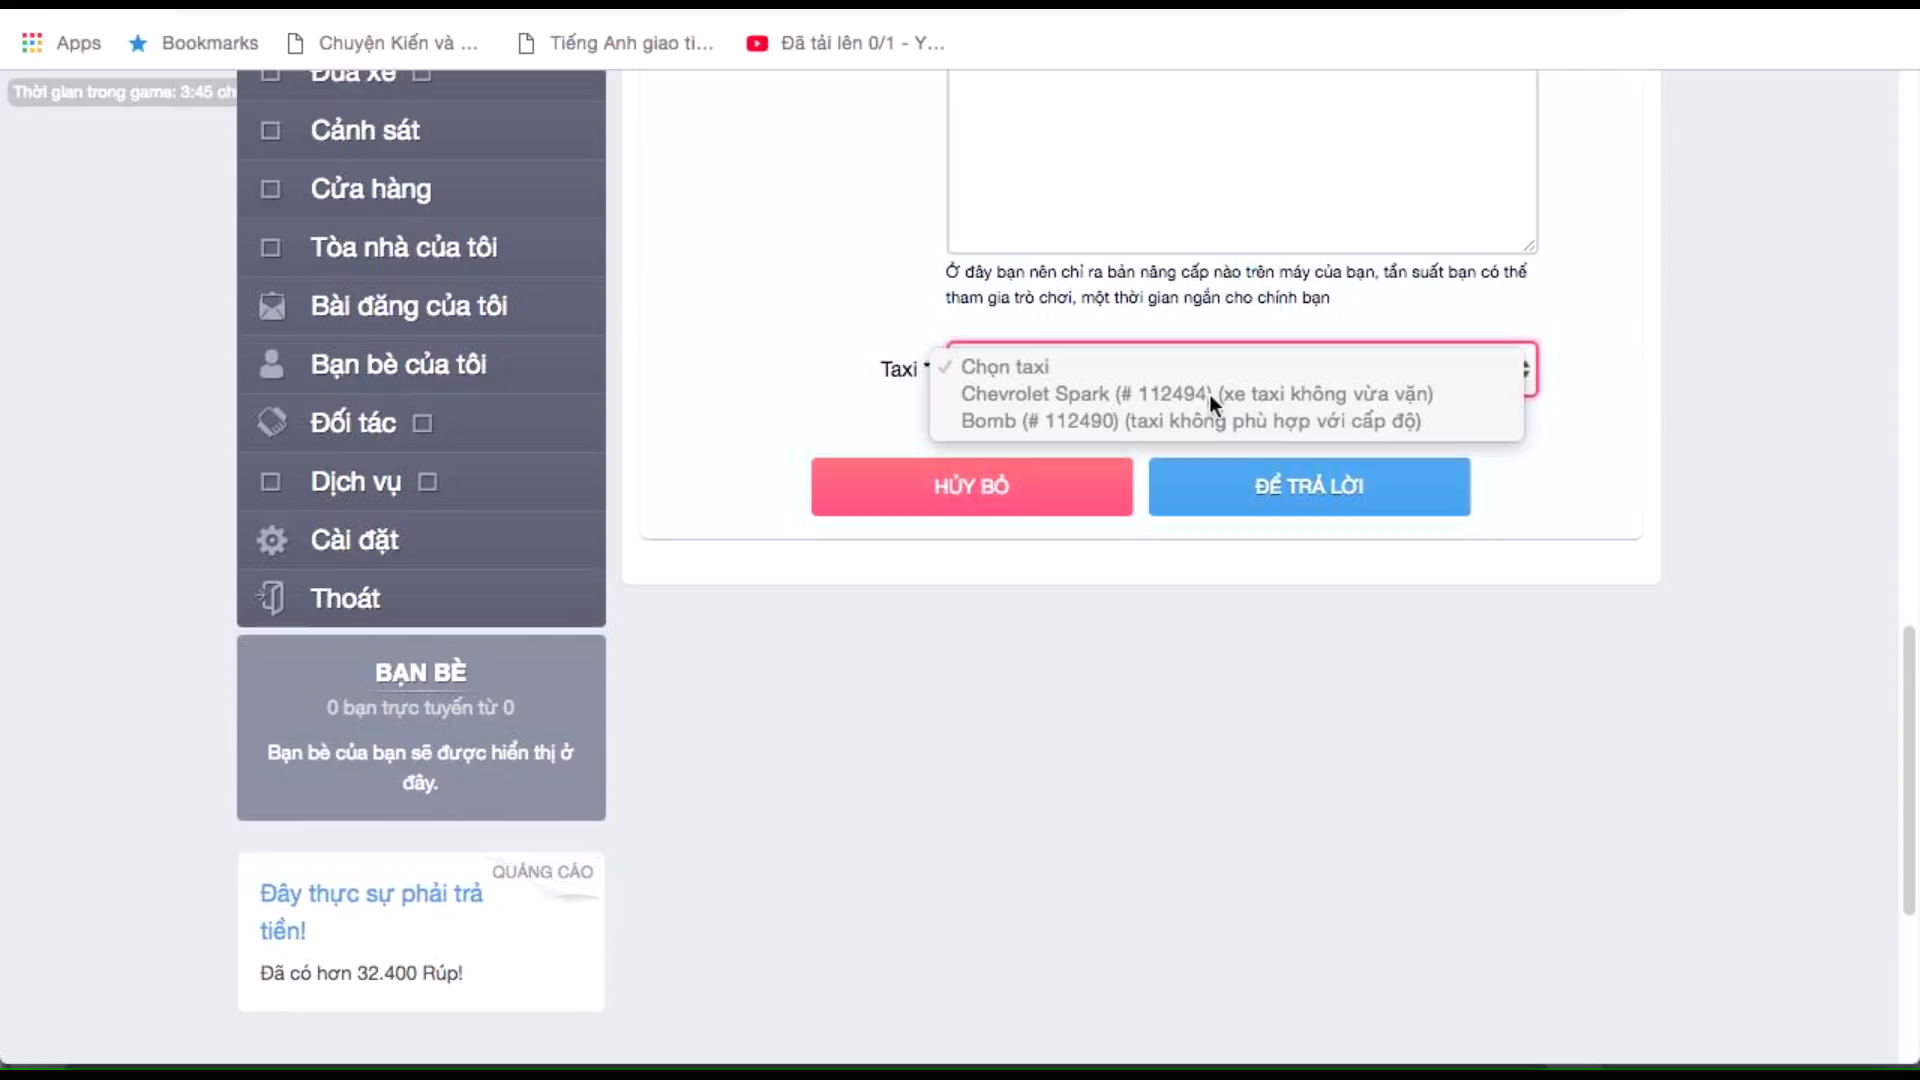 Apps
Bookmarks
Chuyện Kiến và ...
Tiếng Anh giao ti...
Đã tải lên 0/1 - Y...
Thời gian trong game: 3:45 ch
Đua xe
Cảnh sát
Cửa hàng
Tòa nhà của tôi
Bài đăng của tôi
Bạn bè của tôi
Đối tác
Dịch vụ
Cài đặt
Thoát
BẠN BÈ
0 bạn trực tuyến từ 0
Bạn bè của bạn sẽ được hiển thị ở
đây.
QUẢNG CÁO
Đây thực sự phải trả
tiền!
Đã có hơn 32.400 Rúp!
Ở đây bạn nên chỉ ra bản nâng cấp nào trên máy của bạn, tần suất bạn có thể
tham gia trò chơi, một thời gian ngắn cho chính bạn
Taxi *
Chọn taxi
Chevrolet Spark (# 112494) (xe taxi không vừa vặn)
Bomb (# 112490) (taxi không phù hợp với cấp độ)
HỦY BỎ
ĐỂ TRẢ LỜI